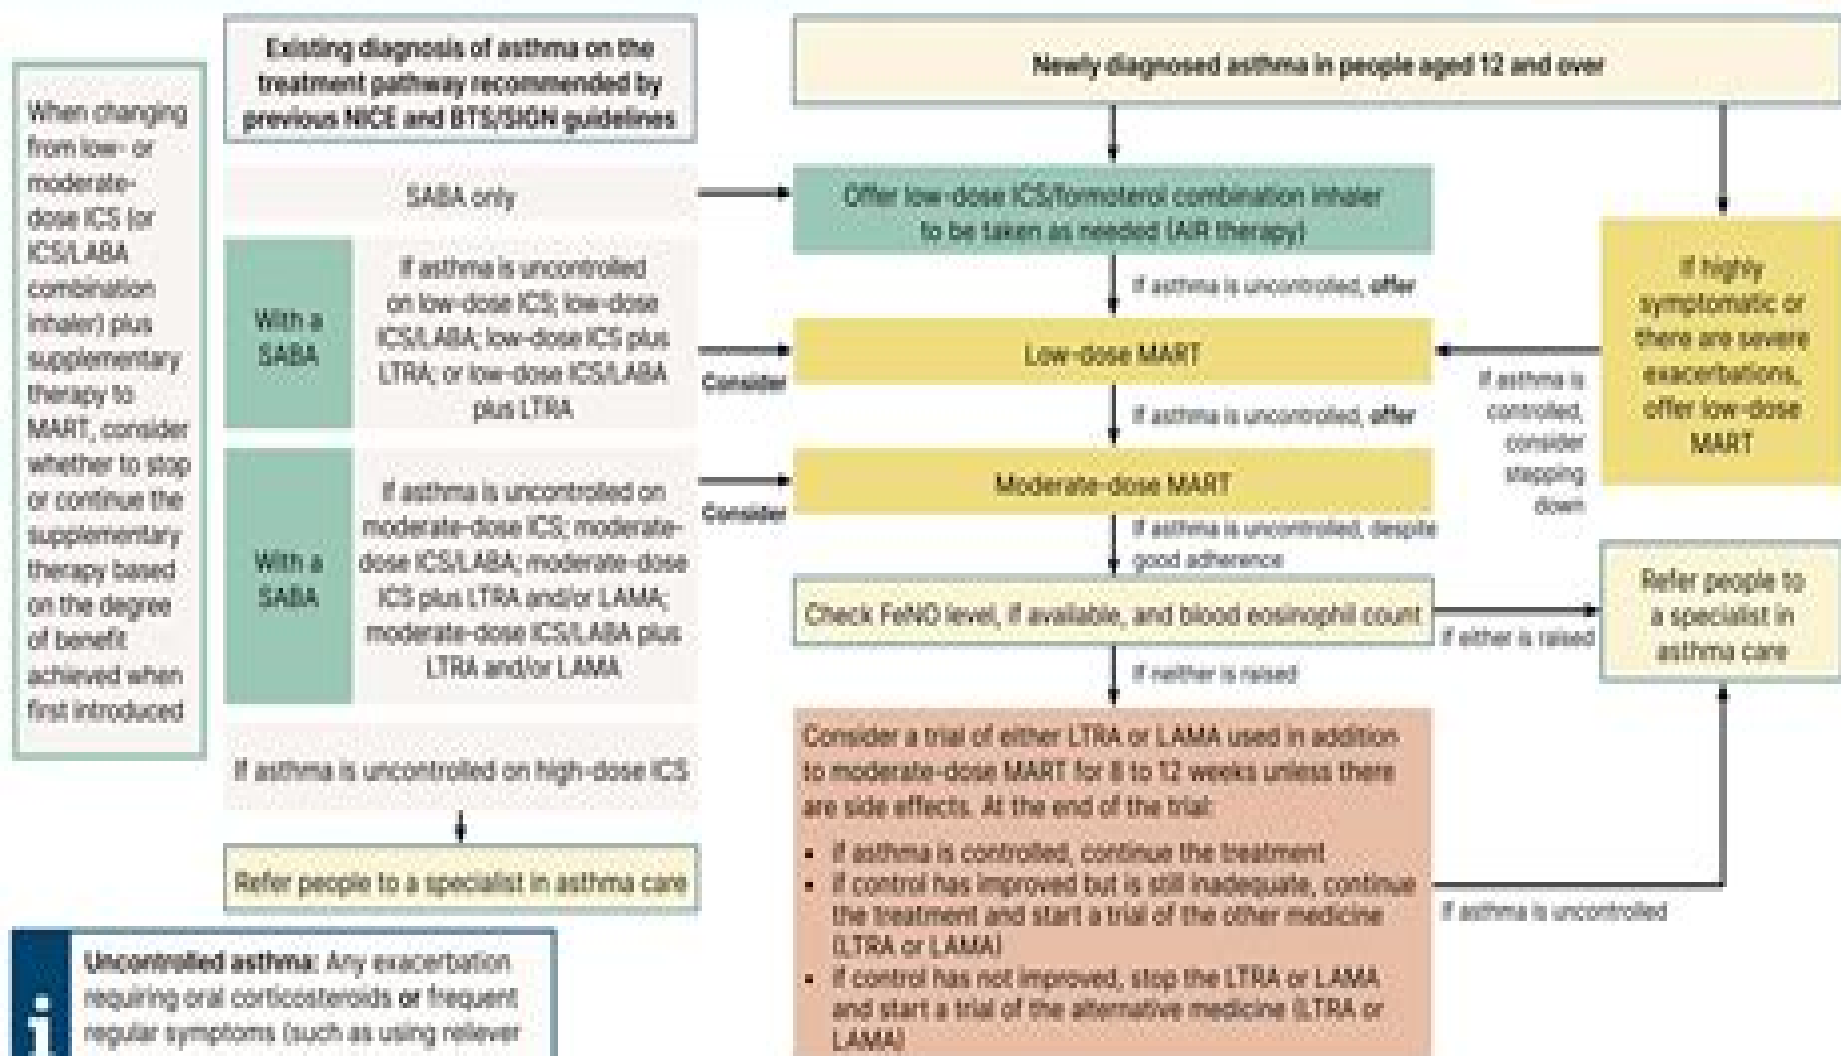 When changing
from low- or
moderate-
dose ICS (or
ICS/LABA
combination
inhaler) plus
supplementary
therapy to
MART, consider
whether to stop
or continue the
supplementary
therapy based
on the degree
of benefit
achieved when
first introduced
Existing diagnosis of asthma on the
treatment pathway recommended by
previous NICE and BTS/SIGN guidelines
SABA only
With a
SABA
If asthma is uncontrolled
on low-dose ICS; low-dose
ICS/LABA; low-dose ICS plus
LTRA; or low-dose ICS/LABA
plus LTRA
Consider
With a
SABA
If asthma is uncontrolled on
moderate-dose ICS; moderate-
dose ICS/LABA; moderate-dose
ICS plus LTRA and/or LAMA;
moderate-dose ICS/LABA plus
LTRA and/or LAMA
Consider
If asthma is uncontrolled on high-dose ICS
Refer people to a specialist in asthma care
i
Uncontrolled asthma: Any exacerbation
requiring oral corticosteroids or frequent
regular symptoms (such as using reliever
Newly diagnosed asthma in people aged 12 and over
Offer low-dose ICS/formoterol combination inhaler
to be taken as needed (AIR therapy)
If asthma is uncontrolled, offer
Low-dose MART
If asthma is uncontrolled, offer
Moderate-dose MART
If asthma is uncontrolled, despite
good adherence
Check FeNO level, if available, and blood eosinophil count
If neither is raised
Consider a trial of either LTRA or LAMA used in addition
to moderate-dose MART for 8 to 12 weeks unless there
are side effects. At the end of the trial:
• if asthma is controlled, continue the treatment
• if control has improved but is still inadequate, continue
the treatment and start a trial of the other medicine
(LTRA or LAMA)
• if control has not improved, stop the LTRA or LAMA
and start a trial of the alternative medicine (LTRA or
LAMA)
If highly
symptomatic or
there are severe
exacerbations,
offer low-dose
MART
If asthma is
controlled,
consider
stepping
down
If either is raised
Refer people to
a specialist in
asthma care
If asthma is uncontrolled